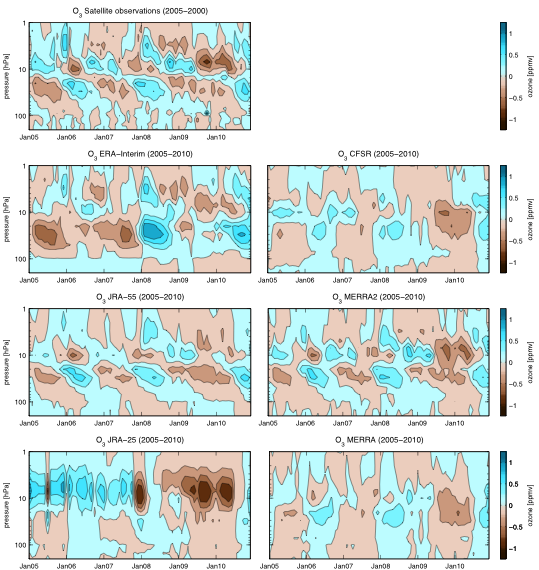 O3 Satellite observations (2005−2000)
pressure [hPa]
1
10
100
Jan05 Jan06 Jan07 Jan08 Jan09 Jan10
1
0.5
0
−0.5
−1
ozone [ppmv]
O3 ERA−Interim (2005−2010)
O3 CFSR (2005−2010)
pressure [hPa]
1
10
100
Jan05 Jan06 Jan07 Jan08 Jan09 Jan10
Jan05 Jan06 Jan07 Jan08 Jan09 Jan10
1
0.5
0
−0.5
−1
ozone [ppmv]
O3 JRA−55 (2005−2010)
O3 MERRA2 (2005−2010)
pressure [hPa]
1
10
100
Jan05 Jan06 Jan07 Jan08 Jan09 Jan10
Jan05 Jan06 Jan07 Jan08 Jan09 Jan10
1
0.5
0
−0.5
−1
ozone [ppmv]
O3 JRA−25 (2005−2010)
O3 MERRA (2005−2010)
pressure [hPa]
1
10
100
Jan05 Jan06 Jan07 Jan08 Jan09 Jan10
Jan05 Jan06 Jan07 Jan08 Jan09 Jan10
1
0.5
0
−0.5
−1
ozone [ppmv]